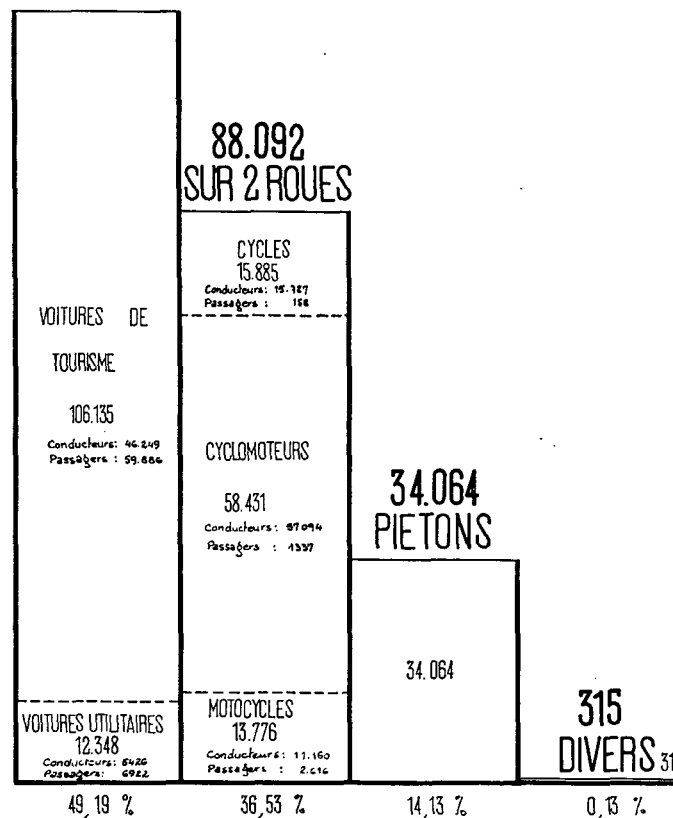 VOITURES DE
TOURISME
106.135
Conducteurs: 46.249
Passagers : 59.886
VOITURES UTILITAIRES
12.348
Conducteurs: 5426
Passagers: 6922
49,19 %
88.092
SUR 2 ROUES
CYCLES
15.885
Conducteurs: 15.727
Passagers : 158
CYCLOMOTEURS
58.431
Conducteurs: 57094
Passagers : 1337
MOTOCYCLES
13.776
Conducteurs: 11.160
Passagers : 2.616
36,53 %
34.064
PIETONS
34.064
14,13 %
315
DIVERS 31
0,13 %